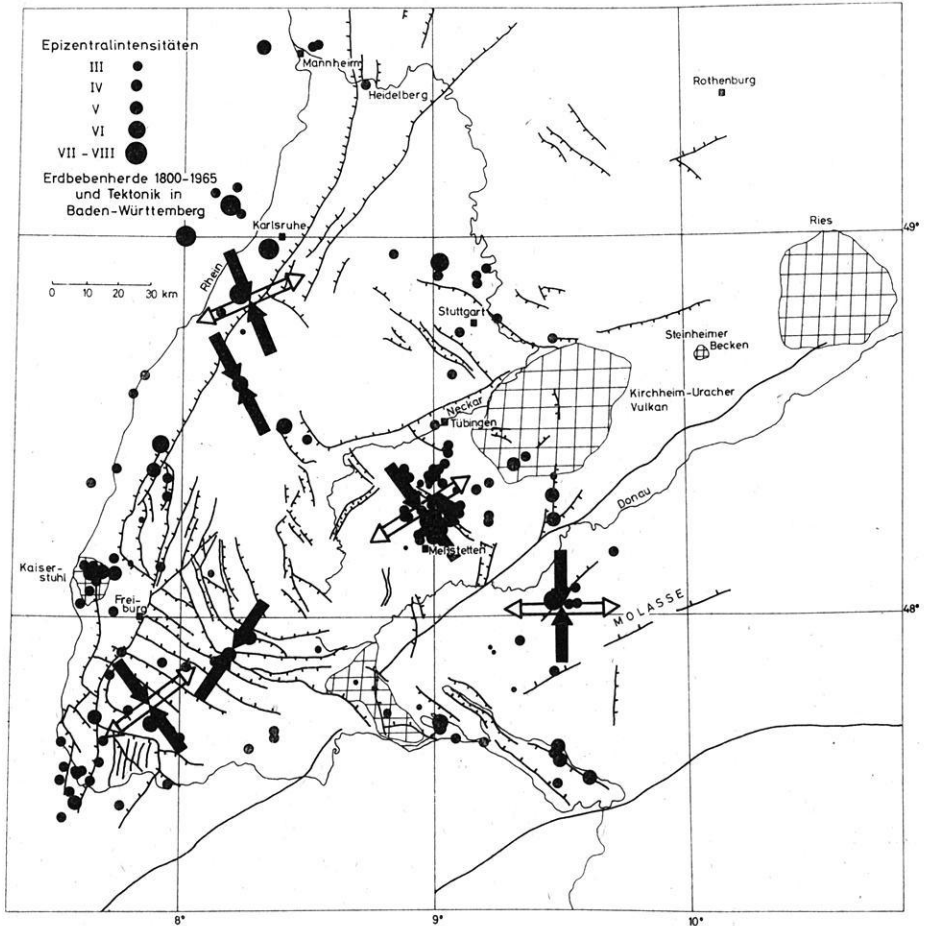 Epizentralintensitäten
III
IV
V
VI
VII - VIII
Erdbebenherde 1800-1965
und Tektonik in
Baden-Württemberg
0 10 20 30 km
Mannheim
Heidelberg
Rothenburg
Karlsruhe
Rhein
Ries
49°
Stuttgart
Steinheimer
Becken
Kirchheim-Uracher
Vulkan
Neckar
Tübingen
Donau
Meßstetten
Kaiser-
stuhl
Frei-
burg
MOLASSE
48°
8°
9°
10°